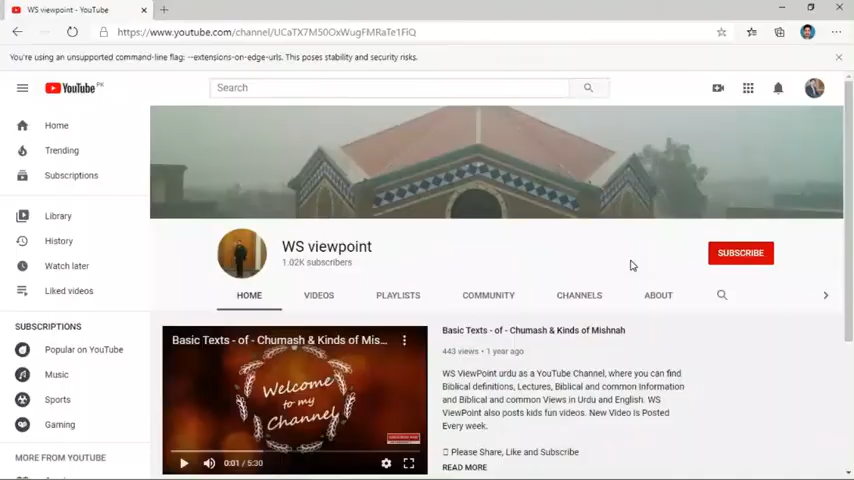 WS viewpoint - YouTube
https://www.youtube.com/channel/UCaTX7M50OxWugFMRaTe1FiQ
You're using an unsupported command-line flag: --extensions-on-edge-urls. This poses stability and security risks.
YouTube PK
Search
Home
Trending
Subscriptions
Library
History
Watch later
Liked videos
SUBSCRIPTIONS
Popular on YouTube
Music
Sports
Gaming
MORE FROM YOUTUBE
WS viewpoint
1.02K subscribers
SUBSCRIBE
HOME VIDEOS PLAYLISTS COMMUNITY CHANNELS ABOUT
Basic Texts - of - Chumash & Kinds of Mis...
Welcome
to my
Channel
0:01 / 5:30
Basic Texts - of - Chumash & Kinds of Mishnah
443 views • 1 year ago
WS ViewPoint urdu as a YouTube Channel, where you can find
Biblical definitions, Lectures, Biblical and common Information
and Biblical and common Views in Urdu and English. WS
ViewPoint also posts kids fun videos. New Video Is Posted
Every week.
Please Share, Like and Subscribe
READ MORE